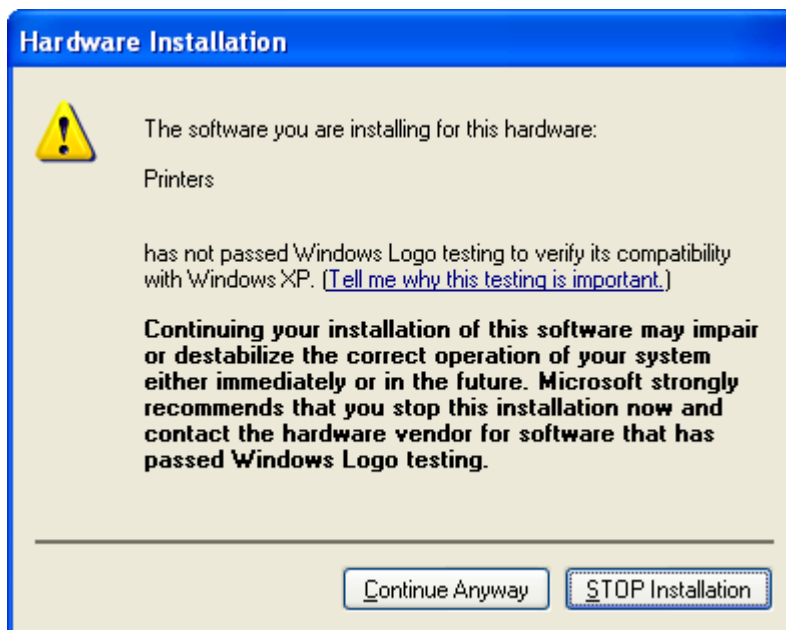 Hardware Installation
The software you are installing for this hardware:
Printers
has not passed Windows Logo testing to verify its compatibility
with Windows XP. (Tell me why this testing is important.)
Continuing your installation of this software may impair
or destabilize the correct operation of your system
either immediately or in the future. Microsoft strongly
recommends that you stop this installation now and
contact the hardware vendor for software that has
passed Windows Logo testing.
Continue Anyway
STOP Installation